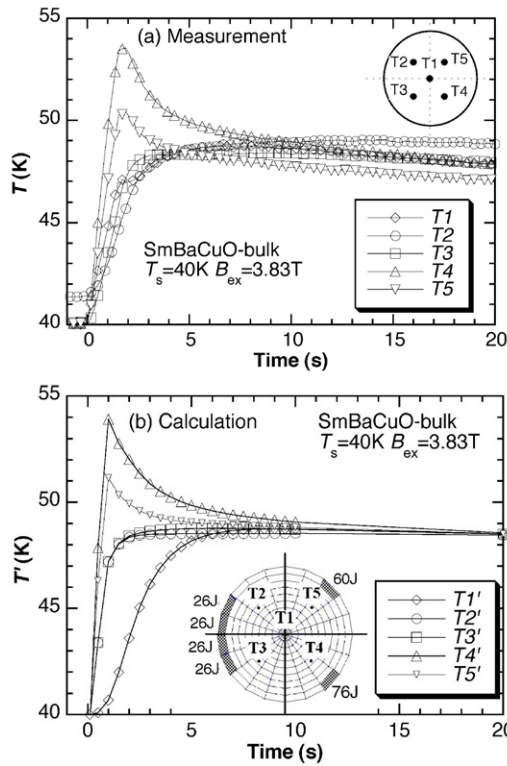 55
(a) Measurement
T2 T1 T5
T3 T4
50
T (K)
45
SmBaCuO-bulk
Ts=40K Bex=3.83T
T1
T2
T3
T4
T5
40
0 5 10 15 20
Time (s)
55
(b) Calculation
SmBaCuO-bulk
Ts=40K Bex=3.83T
50
T' (K)
60J
26J
T2 T5
26J
T1
26J
T3 T4
26J
76J
45
T1'
T2'
T3'
T4'
T5'
40
0 5 10 15 20
Time (s)